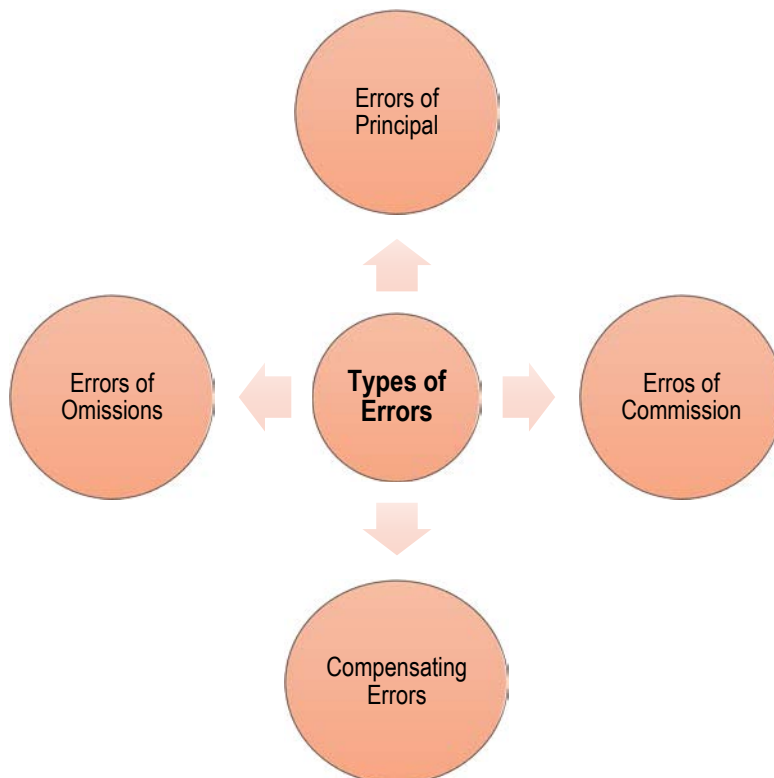 Errors of
Principal
Errors of
Omissions
Types of
Errors
Erros of
Commission
Compensating
Errors